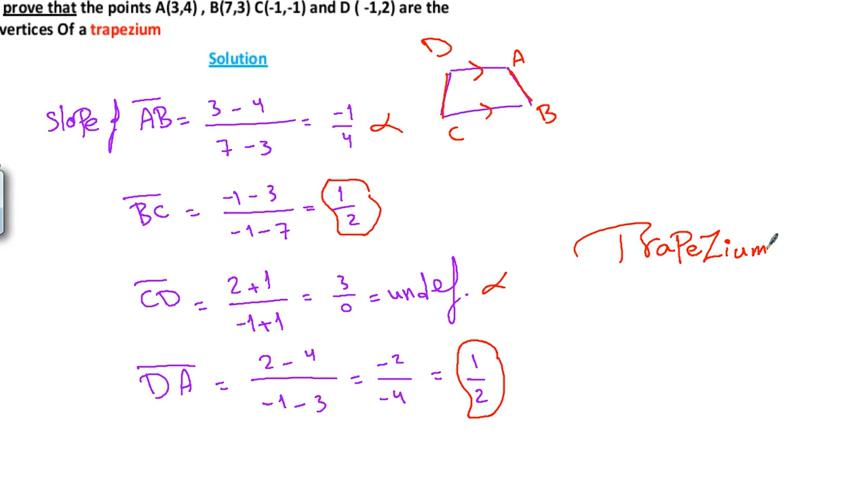 prove that the points A(3,4) , B(7,3) C(-1,-1) and D ( -1,2) are the
vertices Of a trapezium
Solution
D A
C B
Slope of AB = 3 - 4 / 7 - 3 = -1 / 4 ∝
BC = -1 - 3 / -1 - 7 = 1 / 2
Trapezium
CD = 2 + 1 / -1 + 1 = 3 / 0 = undef. ∝
DA = 2 - 4 / -1 - 3 = -2 / -4 = 1 / 2